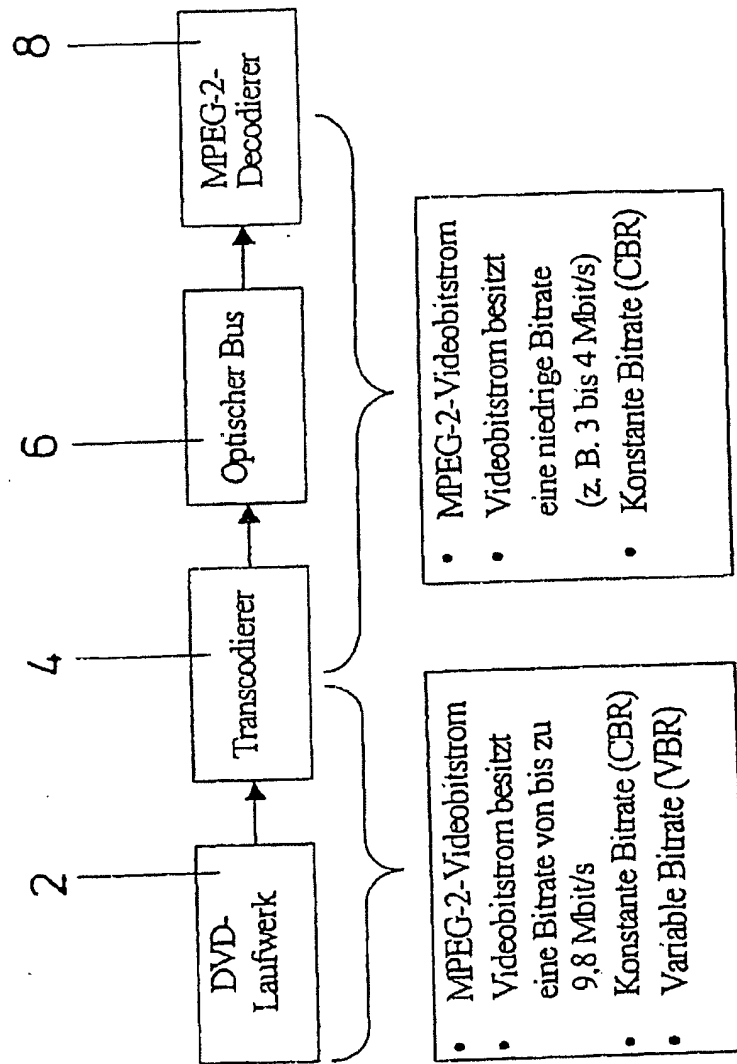 2
4
6
8
DVD-
Laufwerk
Transcodierer
Optischer Bus
MPEG-2-
Decodierer
• MPEG-2-Videobitstrom
• Videobitstrom besitzt
eine Bitrate von bis zu
9,8 Mbit/s
• Konstante Bitrate (CBR)
• Variable Bitrate (VBR)
• MPEG-2-Videobitstrom
• Videobitstrom besitzt
eine niedrige Bitrate
(z. B. 3 bis 4 Mbit/s)
• Konstante Bitrate (CBR)